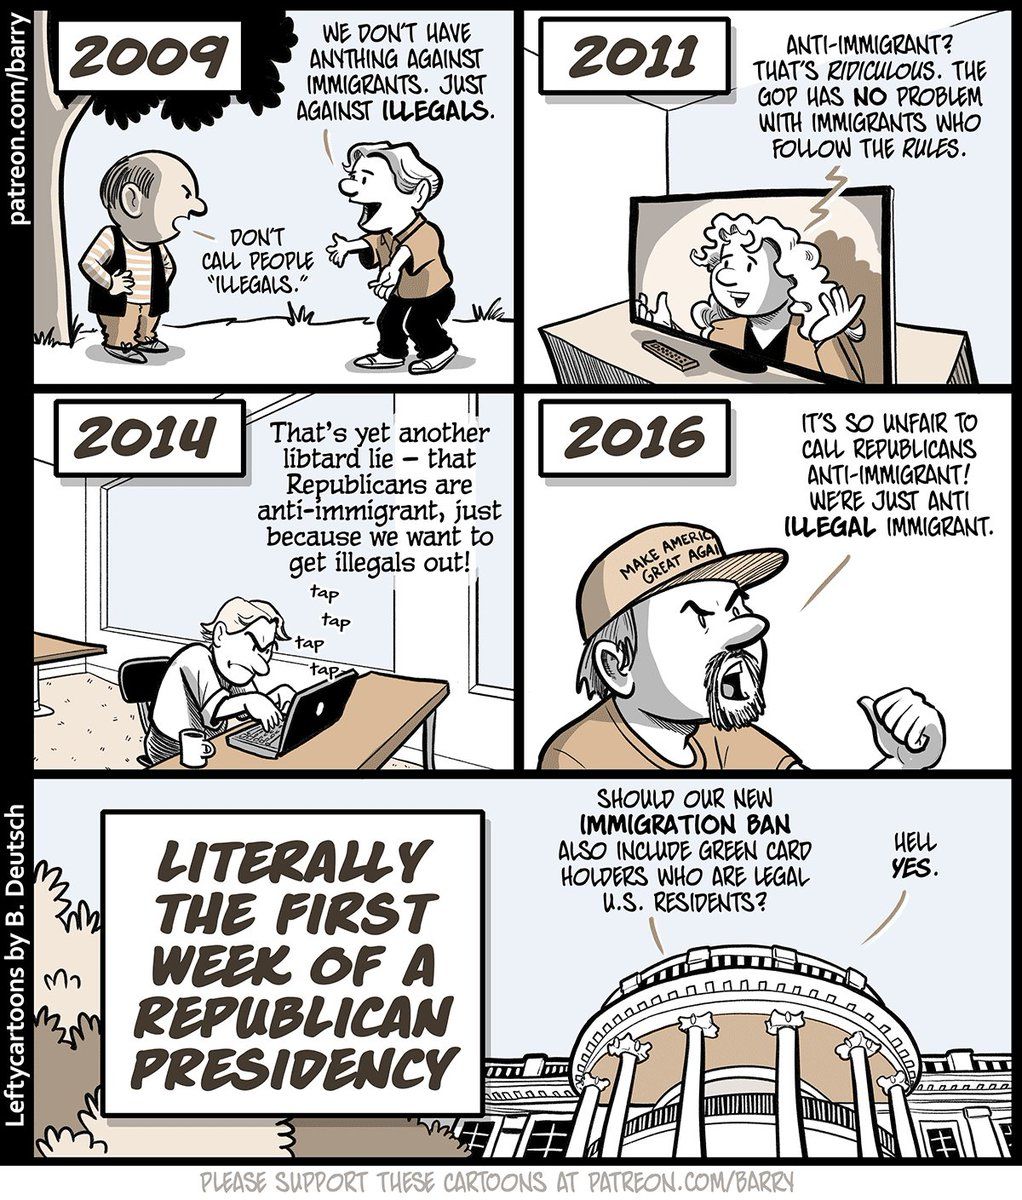 patreon.com/barry
2009
WE DON'T HAVE
ANYTHING AGAINST
IMMIGRANTS. JUST
AGAINST ILLEGALS.
DON'T
CALL PEOPLE
"ILLEGALS."
2011
ANTI-IMMIGRANT?
THAT'S RIDICULOUS. THE
GOP HAS NO PROBLEM
WITH IMMIGRANTS WHO
FOLLOW THE RULES.
2014
That's yet another
libtard lie – that
Republicans are
anti-immigrant, just
because we want to
get illegals out!
tap
tap
tap
tap
2016
IT'S SO UNFAIR TO
CALL REPUBLICANS
ANTI-IMMIGRANT!
WE'RE JUST ANTI
ILLEGAL IMMIGRANT.
MAKE AMERIC
GREAT AGAI
LITERALLY
THE FIRST
WEEK OF A
REPUBLICAN
PRESIDENCY
SHOULD OUR NEW
IMMIGRATION BAN
ALSO INCLUDE GREEN CARD
HOLDERS WHO ARE LEGAL
U.S. RESIDENTS?
HELL
YES.
Leftycartoons by B. Deutsch
PLEASE SUPPORT THESE CARTOONS AT PATREON.COM/BARRY